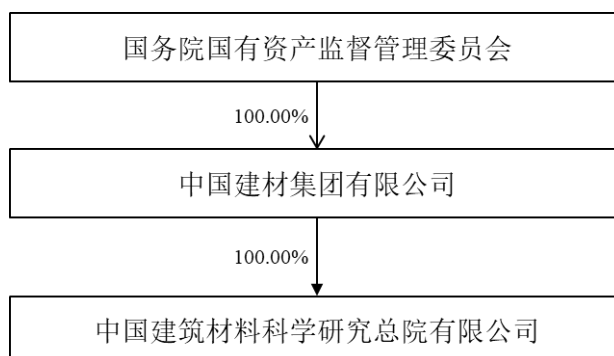 国务院国有资产监督管理委员会
100.00%
中国建材集团有限公司
100.00%
中国建筑材料科学研究总院有限公司